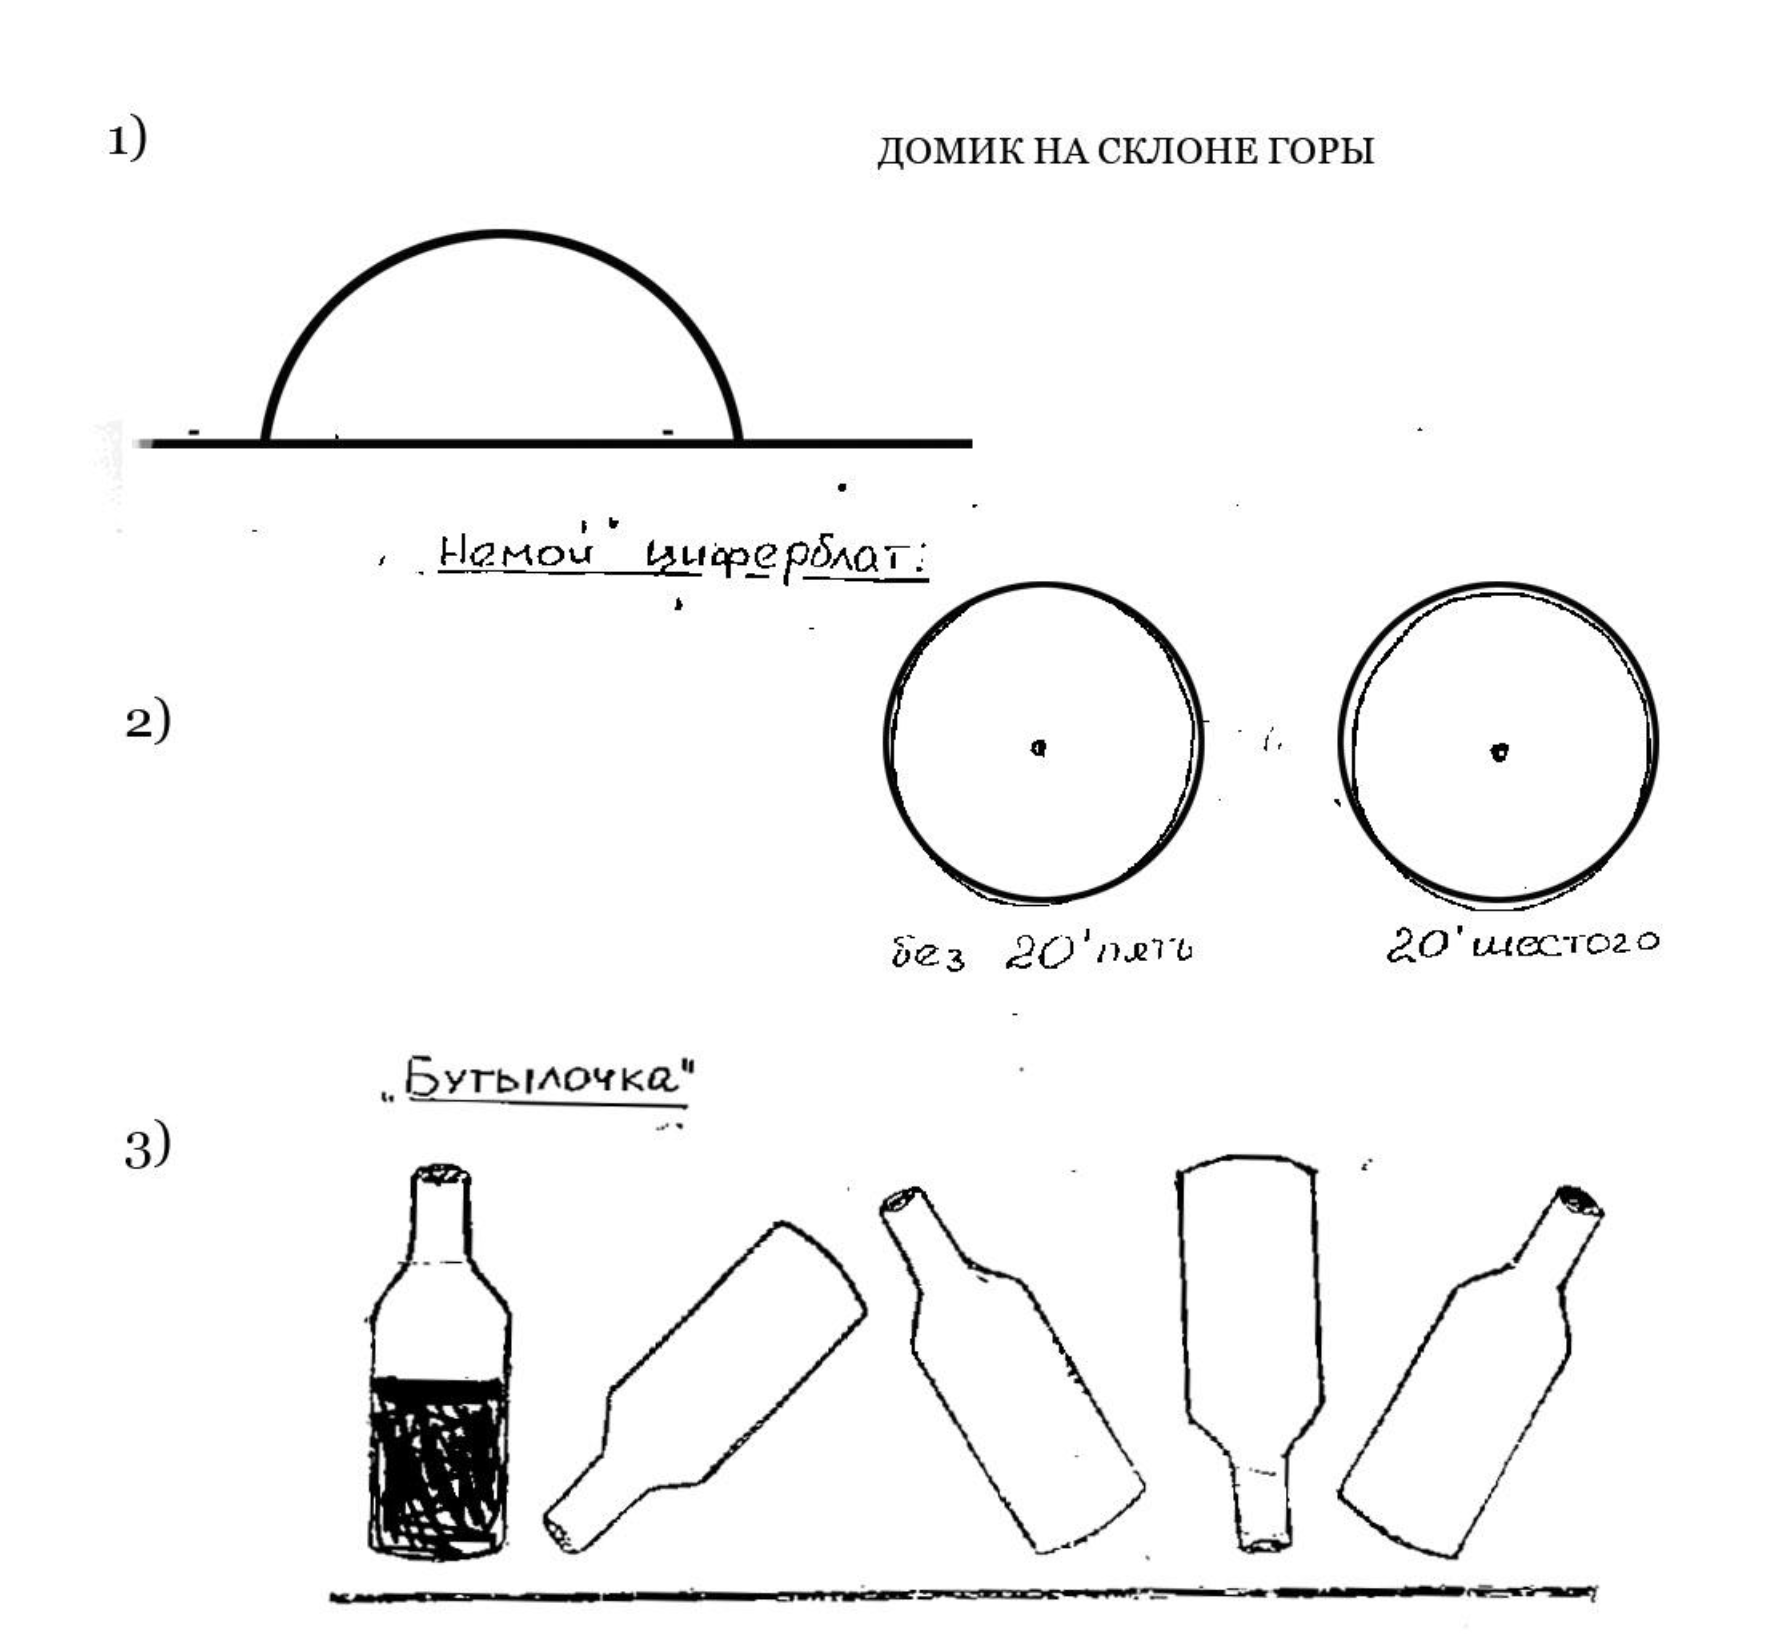 1)
ДОМИК НА СКЛОНЕ ГОРЫ
Немой циферблат:
2)
без 20' пять
20' шестого
„Бутылочка"
3)